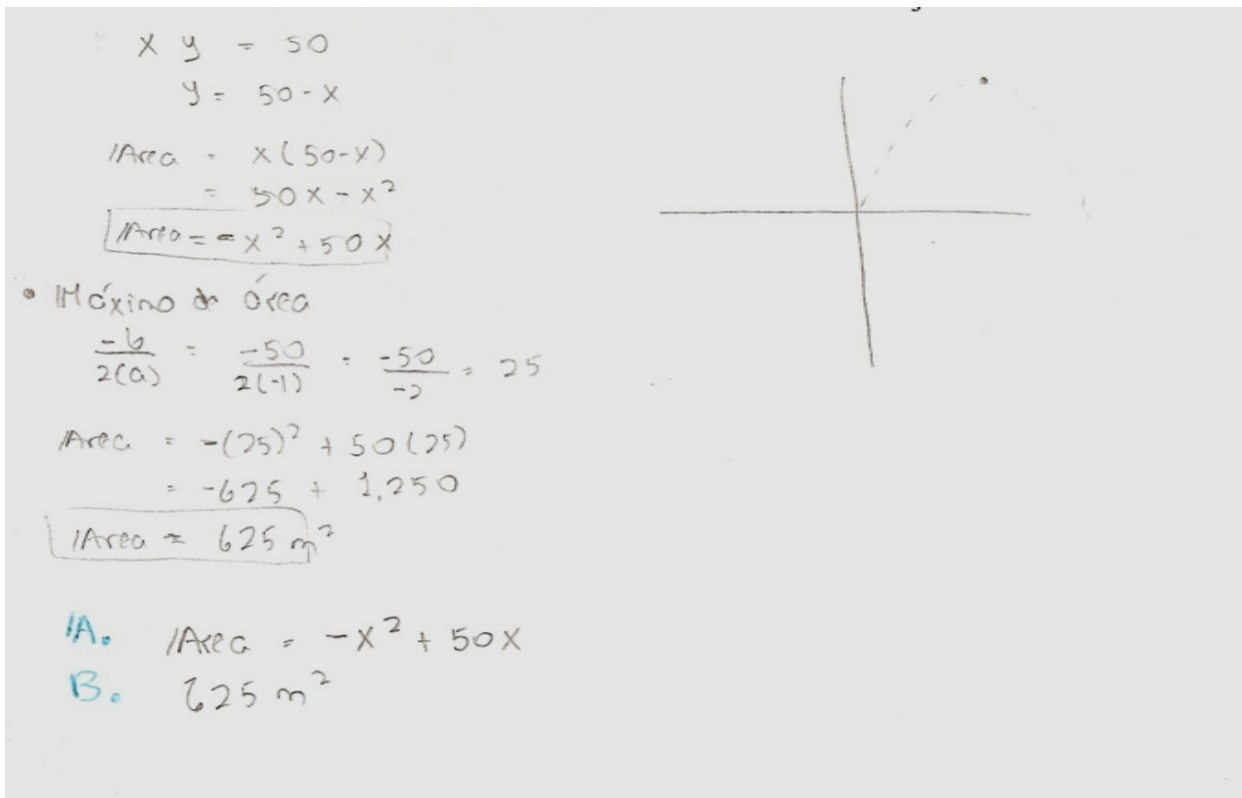 x y = 50
y = 50 - x
Area = x(50-x)
= 50x - x²
Area = -x² + 50x
• Máximo de área
-b/2(a) = -50/2(-1) = -50/-2 = 25
Area = -(25)² + 50(25)
= -625 + 1,250
Area = 625 m²
A. Area = -x² + 50x
B. 625 m²